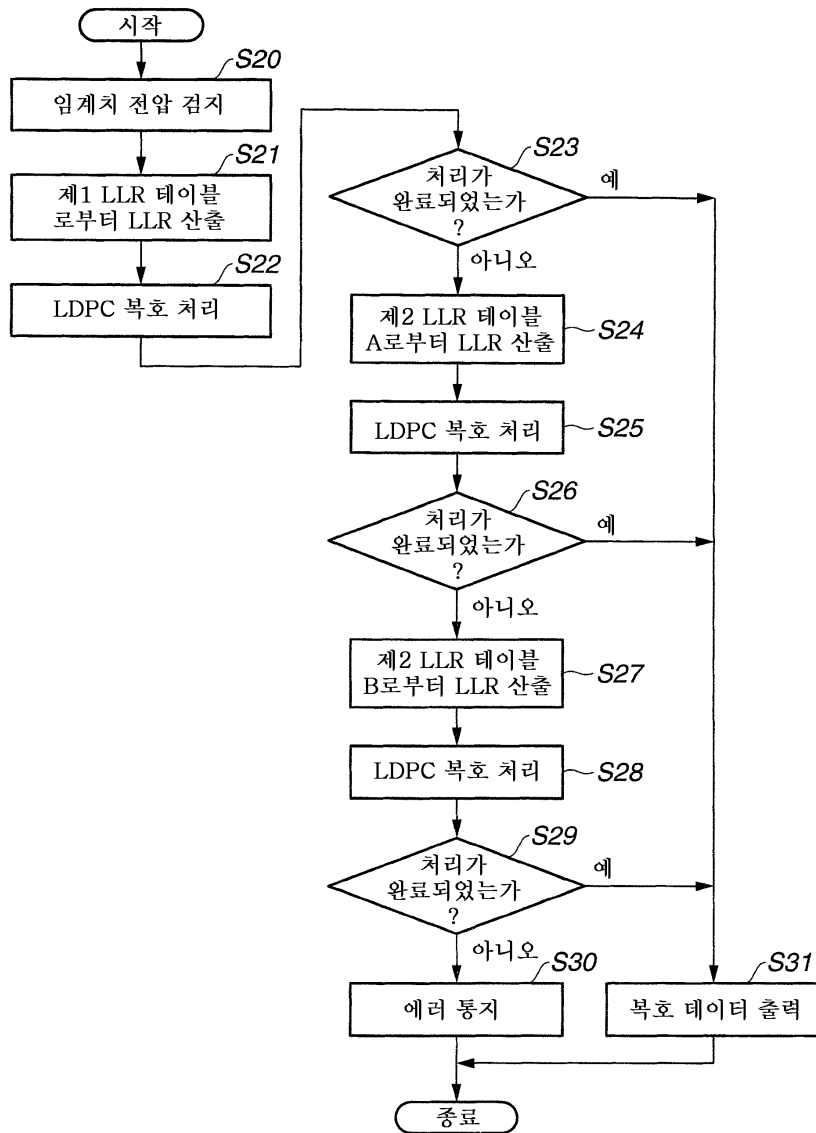 시작
S20
임계치 전압 검지
S21
제1 LLR 테이블
로부터 LLR 산출
S22
LDPC 복호 처리
S23
처리가
완료되었는가
?
예
아니오
제2 LLR 테이블
A로부터 LLR 산출
S24
LDPC 복호 처리
S25
S26
처리가
완료되었는가
?
예
아니오
제2 LLR 테이블
B로부터 LLR 산출
S27
LDPC 복호 처리
S28
S29
처리가
완료되었는가
?
예
아니오
S30
에러 통지
S31
복호 데이터 출력
종료